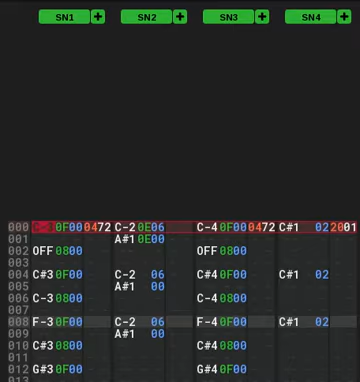 SN1 + SN2 + SN3 + SN4 +
000 C-3 0F00 0472 C-2 0E06 C-4 0F00 0472 C#1 02 2001
001 A#1 0E00
002 OFF 0800 OFF 0800
003
004 C#3 0F00 C-2 06 C#4 0F00 C#1 02
005 A#1 00
006 C-3 0800 C-4 0800
007
008 F-3 0F00 C-2 06 F-4 0F00 C#1 02
009 A#1 00
010 C#3 0800 C#4 0800
011
012 G#3 0F00 G#4 0F00
013